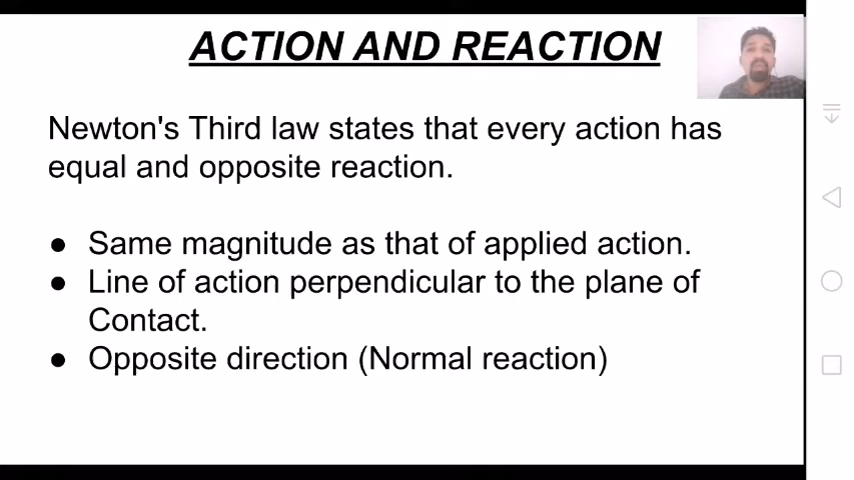 ACTION AND REACTION
Newton's Third law states that every action has
equal and opposite reaction.
● Same magnitude as that of applied action.
● Line of action perpendicular to the plane of
Contact.
● Opposite direction (Normal reaction)